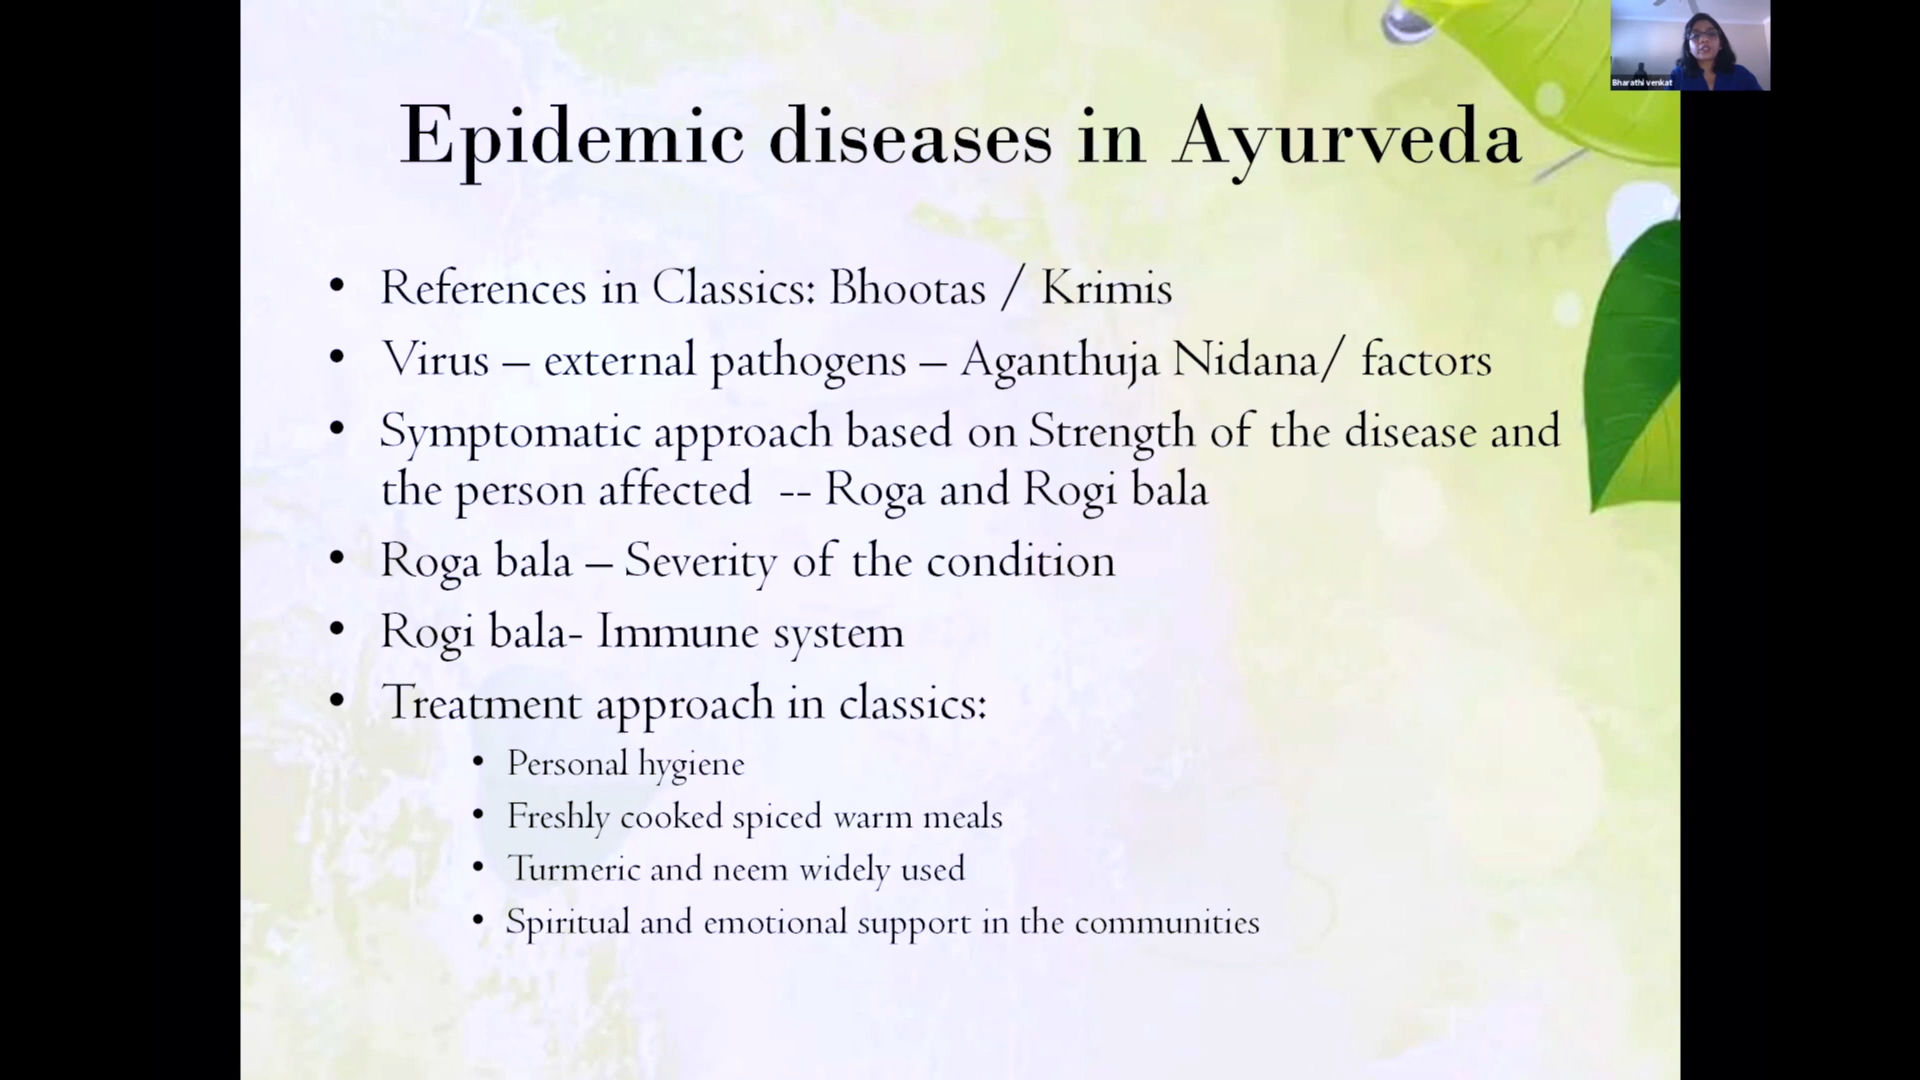 Bharathi venkat
Epidemic diseases in Ayurveda
• References in Classics: Bhootas / Krimis
• Virus – external pathogens – Aganthuja Nidana/ factors
• Symptomatic approach based on Strength of the disease and
the person affected -- Roga and Rogi bala
• Roga bala – Severity of the condition
• Rogi bala- Immune system
• Treatment approach in classics:
• Personal hygiene
• Freshly cooked spiced warm meals
• Turmeric and neem widely used
• Spiritual and emotional support in the communities